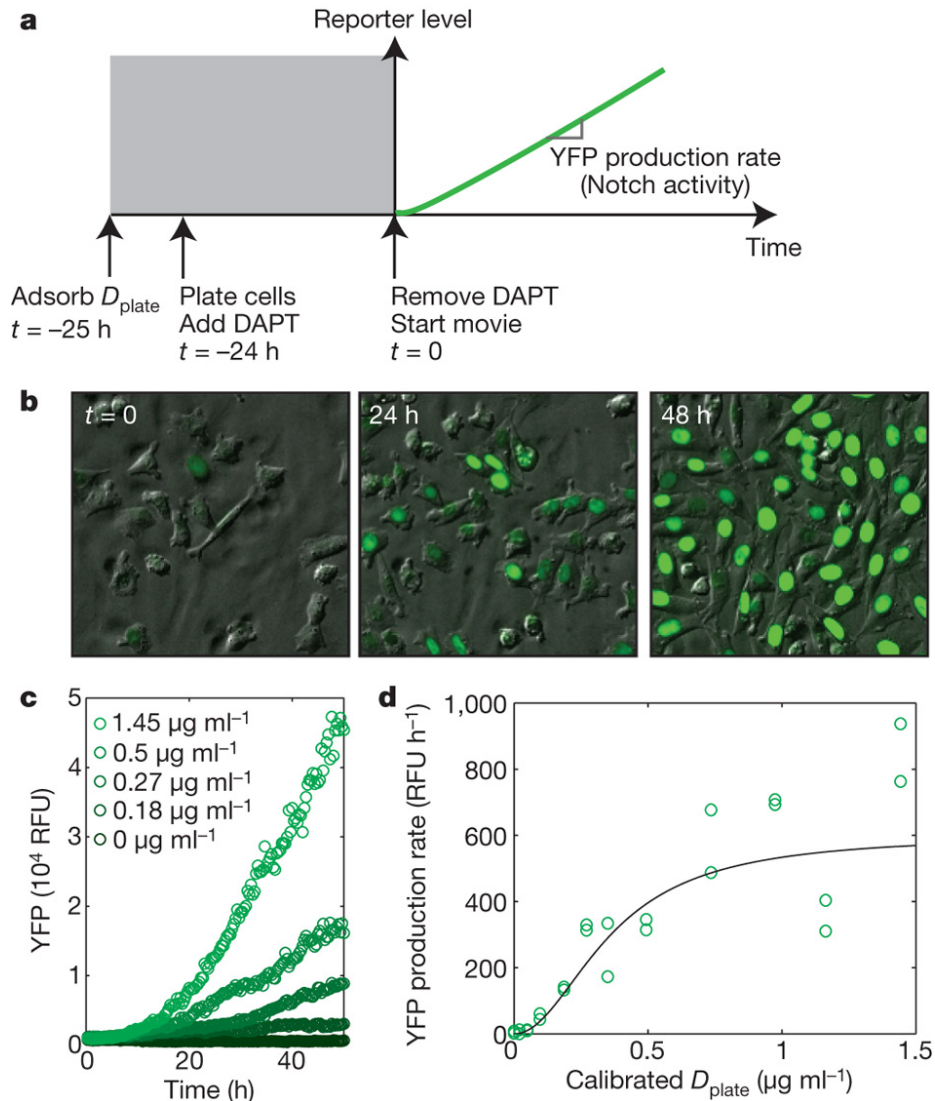 a
Reporter level
YFP production rate
(Notch activity)
Time
Adsorb Dplate
t = –25 h
Plate cells
Add DAPT
t = –24 h
Remove DAPT
Start movie
t = 0
b
t = 0
24 h
48 h
c
YFP (10⁴ RFU)
5
4
3
2
1
0
1.45 µg ml⁻¹
0.5 µg ml⁻¹
0.27 µg ml⁻¹
0.18 µg ml⁻¹
0 µg ml⁻¹
0 20 40
Time (h)
d
YFP production rate (RFU h⁻¹)
1,000
800
600
400
200
0
0 0.5 1 1.5
Calibrated Dplate (µg ml⁻¹)